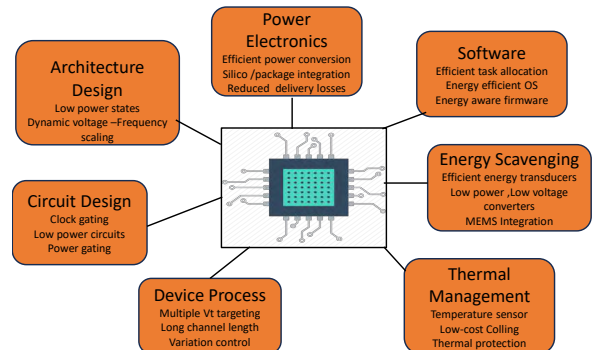 Power
Electronics
Efficient power conversion
Silico /package integration
Reduced delivery losses
Architecture
Design
Low power states
Dynamic voltage –Frequency
scaling
Software
Efficient task allocation
Energy efficient OS
Energy aware firmware
Energy Scavenging
Efficient energy transducers
Low power ,Low voltage
converters
MEMS Integration
Circuit Design
Clock gating
Low power circuits
Power gating
Device Process
Multiple Vt targeting
Long channel length
Variation control
Thermal
Management
Temperature sensor
Low-cost Colling
Thermal protection